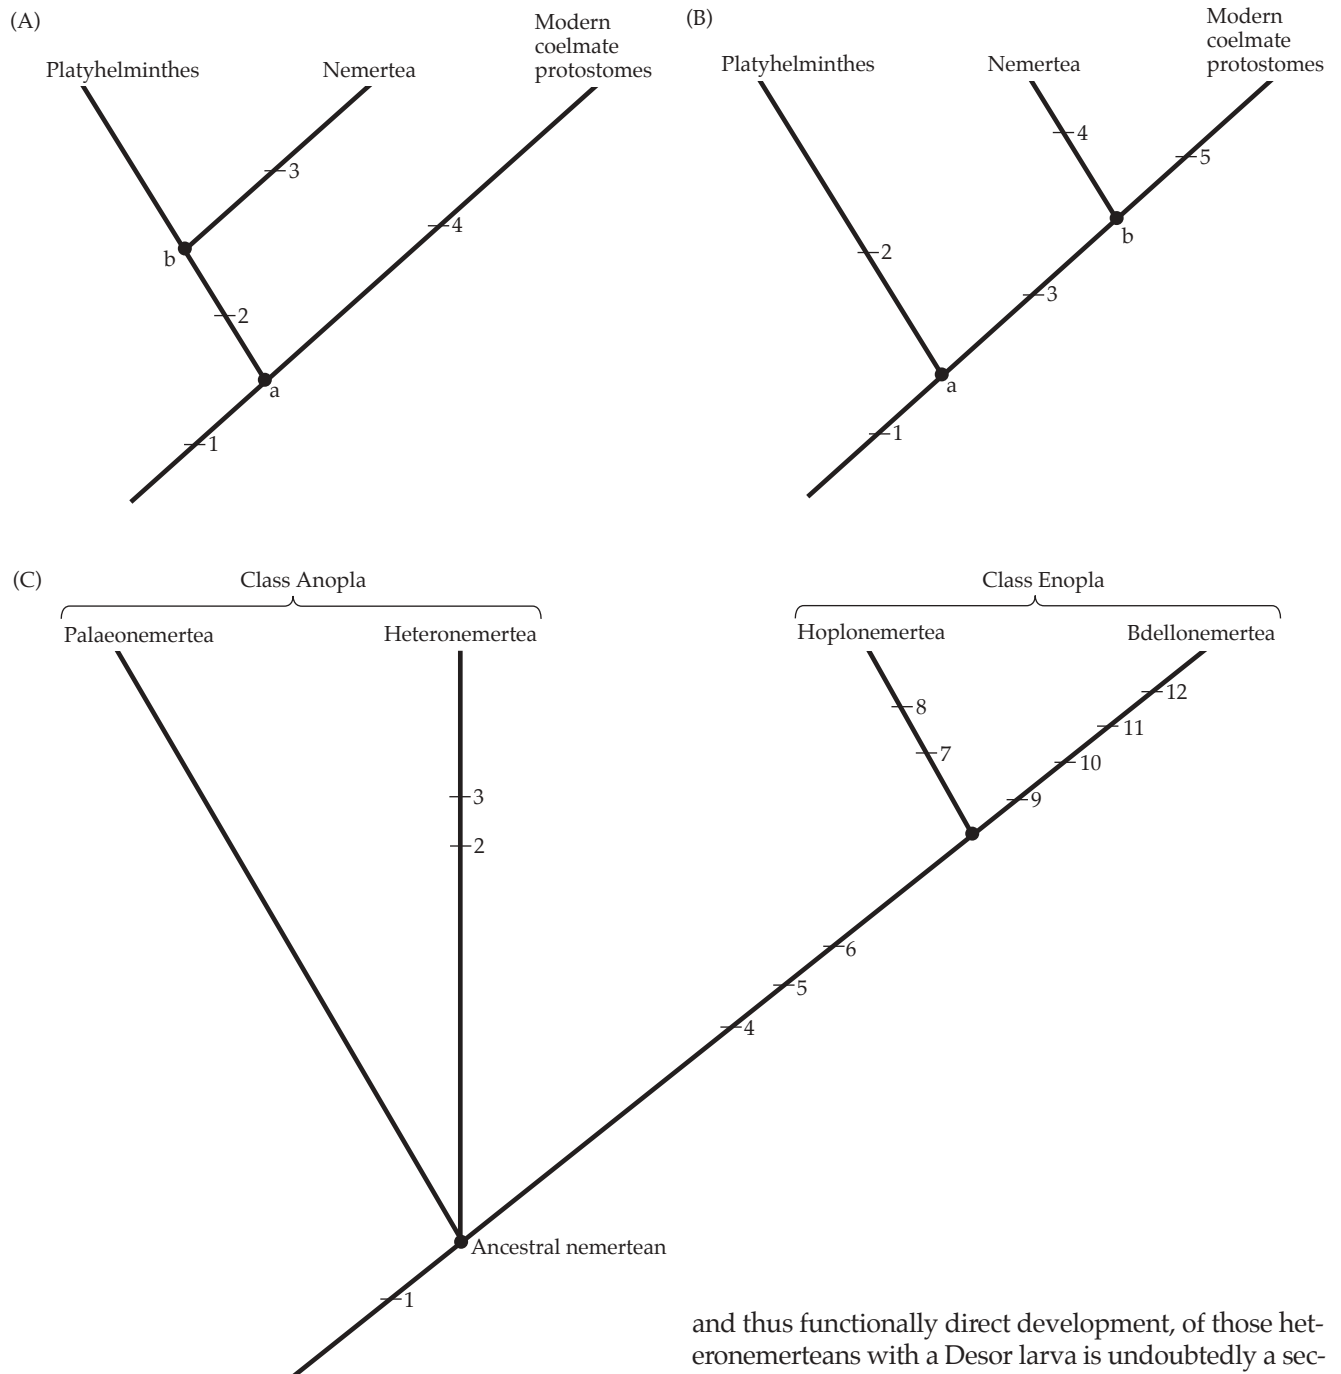 (A)
Platyhelminthes
Nemertea
Modern
coelmate
protostomes
3
4
b
2
a
1
(B)
Platyhelminthes
Nemertea
Modern
coelmate
protostomes
4
5
b
2
3
a
1
(C)
Class Anopla
Class Enopla
Palaeonemertea
Heteronemertea
Hoplonemertea
Bdellonemertea
12
8
11
7
10
3
9
2
6
5
4
Ancestral nemertean
1
and thus functionally direct development, of those het-
eronemerteans with a Desor larva is undoubtedly a sec-